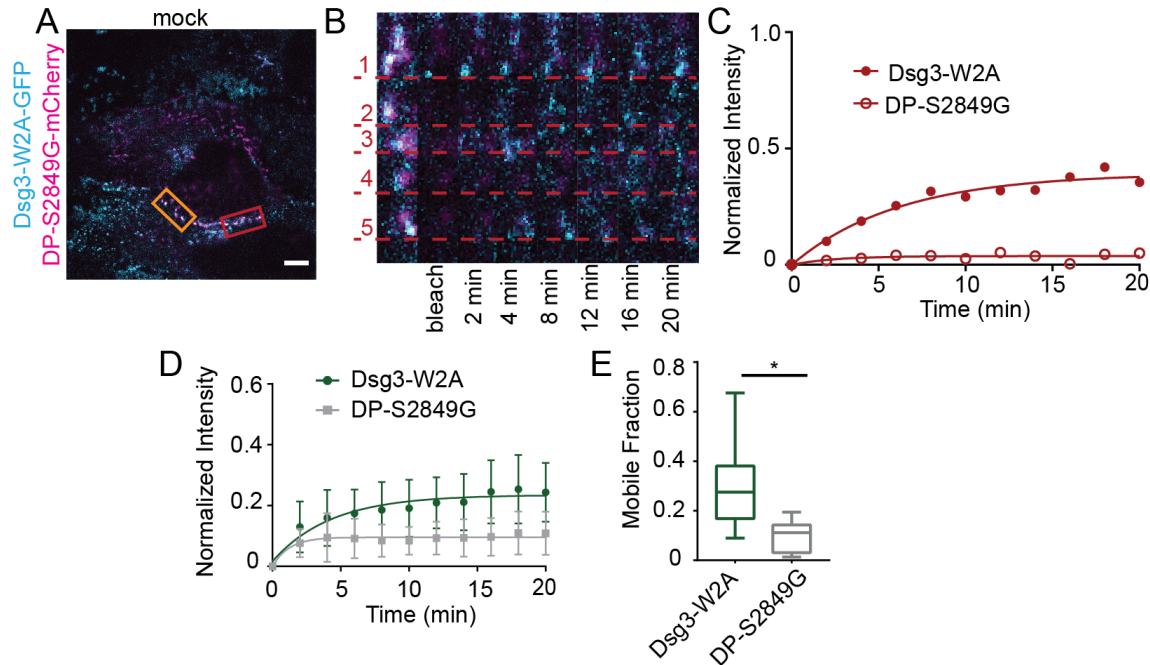 A
mock
Dsg3-W2A-GFP
DP-S2849G-mCherry
B
1
2
3
4
5
bleach
2 min
4 min
8 min
12 min
16 min
20 min
C
Normalized Intensity
1.0
0.5
0
Dsg3-W2A
DP-S2849G
0 5 10 15 20
Time (min)
D
Normalized Intensity
0.6
0.4
0.2
0
Dsg3-W2A
DP-S2849G
0 5 10 15 20
Time (min)
E
Mobile Fraction
0.8
0.6
0.4
0.2
0
*
Dsg3-W2A
DP-S2849G